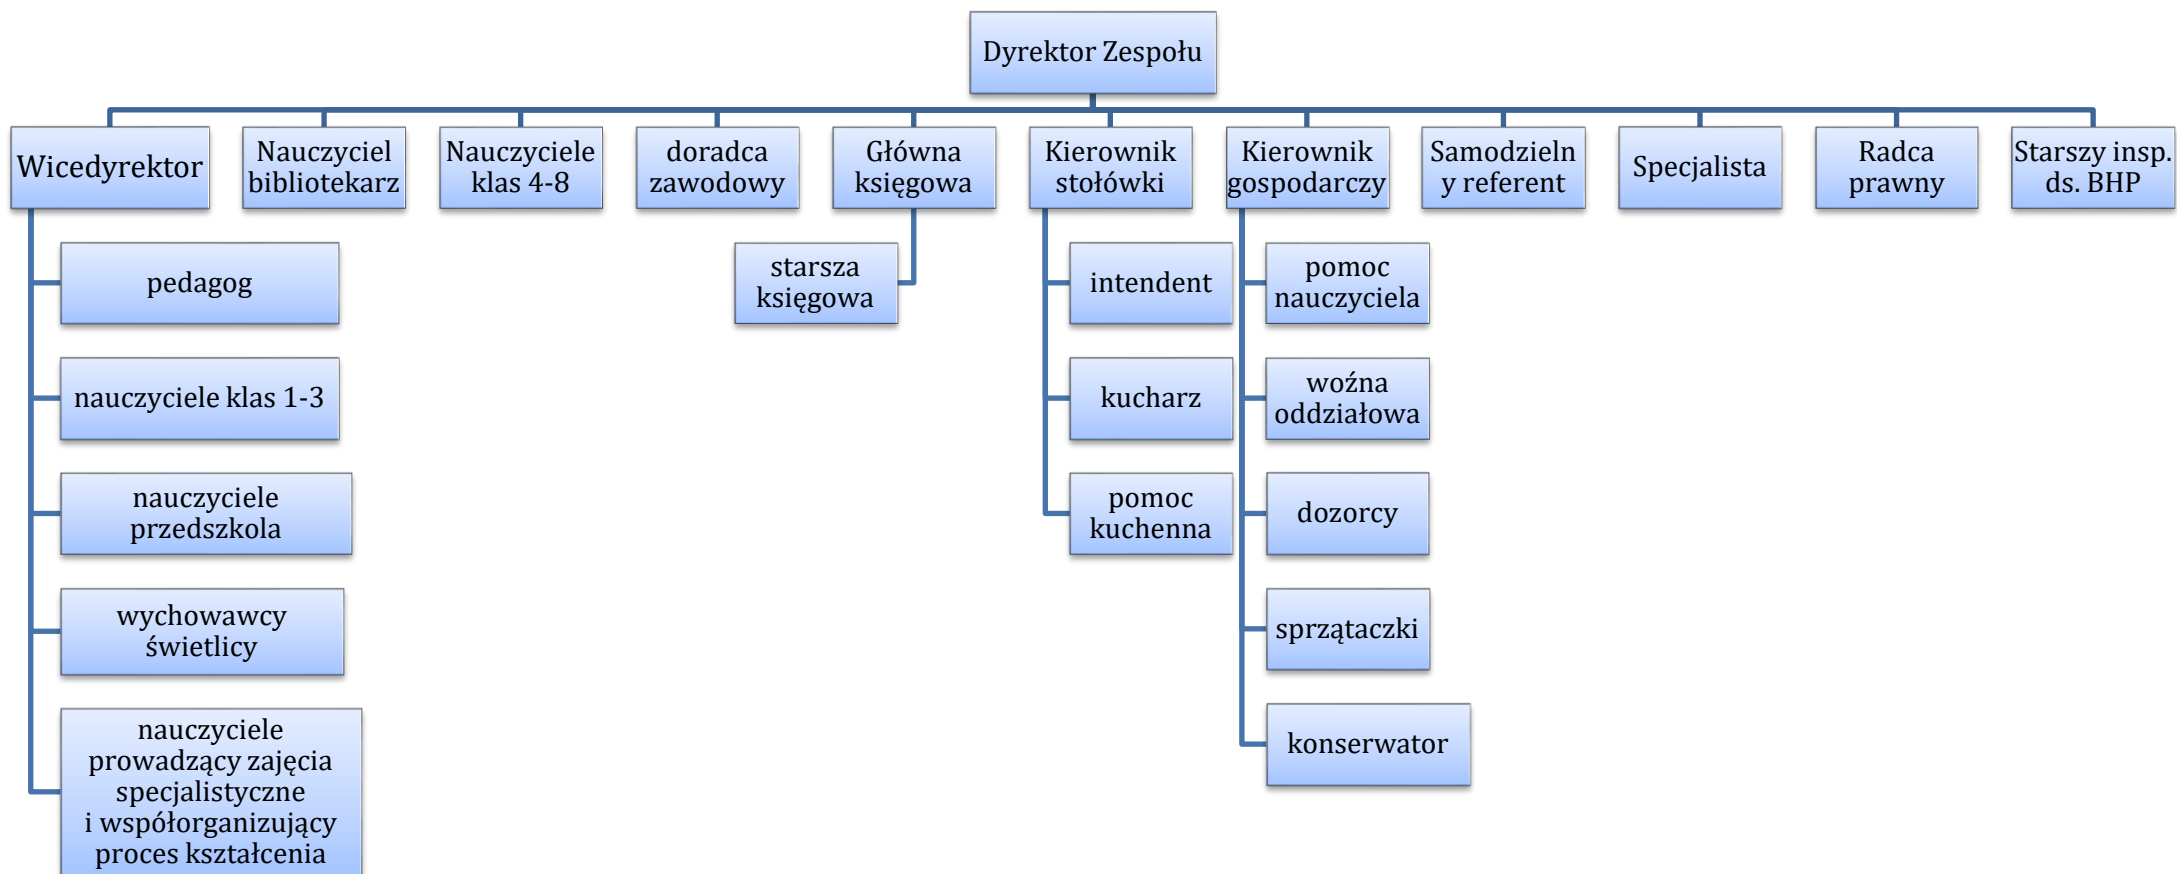 Dyrektor Zespołu
Wicedyrektor
Nauczyciel
bibliotekarz
Nauczyciele
klas 4-8
doradca
zawodowy
Główna
księgowa
Kierownik
stołówki
Kierownik
gospodarczy
Samodzieln
y referent
Specjalista
Radca
prawny
Starszy insp.
ds. BHP
pedagog
nauczyciele klas 1-3
nauczyciele
przedszkola
wychowawcy
świetlicy
nauczyciele
prowadzący zajęcia
specjalistyczne
i współorganizujący
proces kształcenia
starsza
księgowa
intendent
kucharz
pomoc
kuchenna
pomoc
nauczyciela
woźna
oddziałowa
dozorcy
sprzątaczki
konserwator